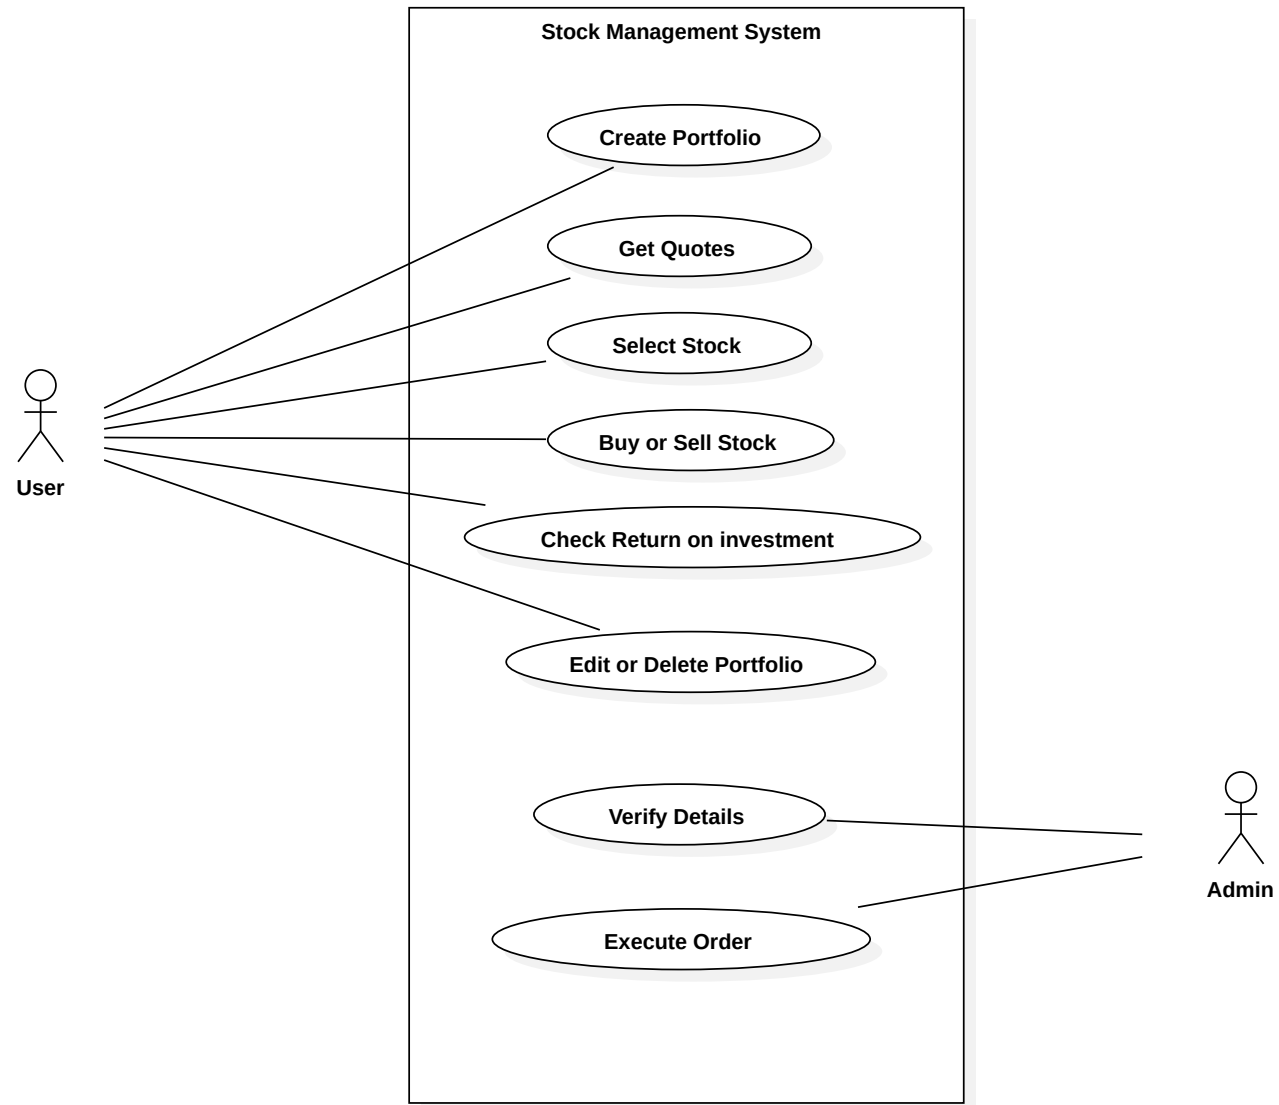 Stock Management System
Create Portfolio
Get Quotes
Select Stock
Buy or Sell Stock
User
Check Return on investment
Edit or Delete Portfolio
Verify Details
Admin
Execute Order